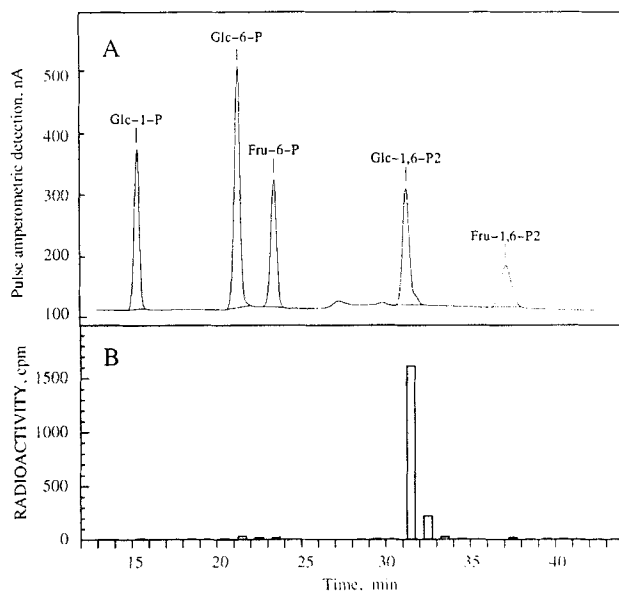 A
Glc-6-P
Glc-1-P
Fru-6-P
Glc-1,6-P2
Fru-1,6-P2
Pulse amperometric detection, nA
500
400
300
200
100
B
RADIOACTIVITY, cpm
1500
1000
500
0
15 20 25 30 35 40
Time, min